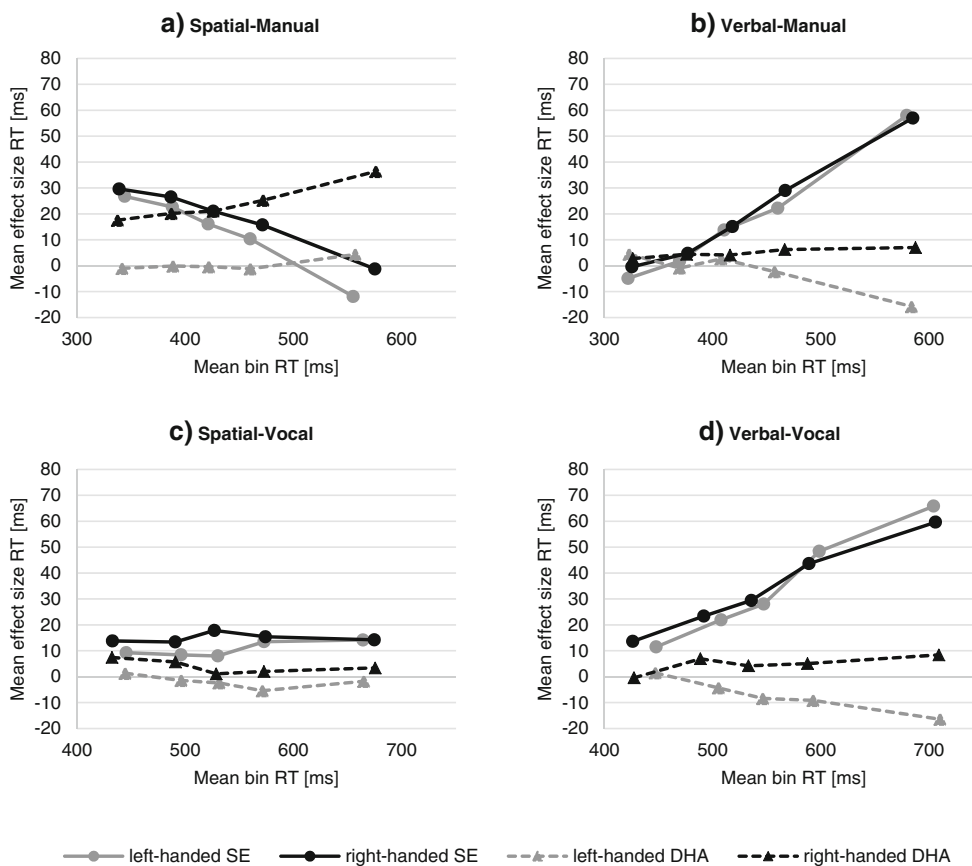 a) Spatial-Manual
Mean effect size RT [ms]
80
70
60
50
40
30
20
10
0
-10
-20
300 400 500 600
Mean bin RT [ms]
b) Verbal-Manual
Mean effect size RT [ms]
80
70
60
50
40
30
20
10
0
-10
-20
300 400 500 600
Mean bin RT [ms]
c) Spatial-Vocal
Mean effect size RT [ms]
80
70
60
50
40
30
20
10
0
-10
-20
400 500 600 700
Mean bin RT [ms]
d) Verbal-Vocal
Mean effect size RT [ms]
80
70
60
50
40
30
20
10
0
-10
-20
400 500 600 700
Mean bin RT [ms]
left-handed SE right-handed SE left-handed DHA right-handed DHA